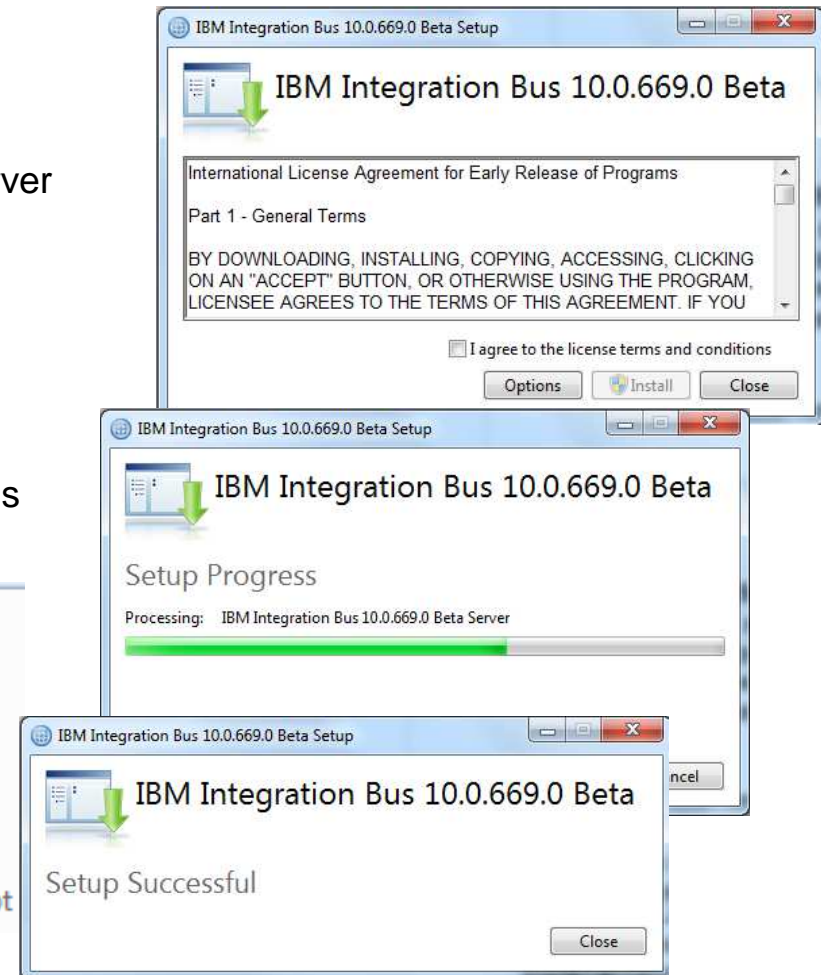 IBM Integration Bus 10.0.669.0 Beta Setup
IBM Integration Bus 10.0.669.0 Beta
International License Agreement for Early Release of Programs
Part 1 - General Terms
BY DOWNLOADING, INSTALLING, COPYING, ACCESSING, CLICKING
ON AN "ACCEPT" BUTTON, OR OTHERWISE USING THE PROGRAM,
LICENSEE AGREES TO THE TERMS OF THIS AGREEMENT. IF YOU
I agree to the license terms and conditions
Options Install Close
IBM Integration Bus 10.0.669.0 Beta Setup
IBM Integration Bus 10.0.669.0 Beta
Setup Progress
Processing: IBM Integration Bus 10.0.669.0 Beta Server
IBM Integration Bus 10.0.669.0 Beta Setup
IBM Integration Bus 10.0.669.0 Beta
Setup Successful
Close